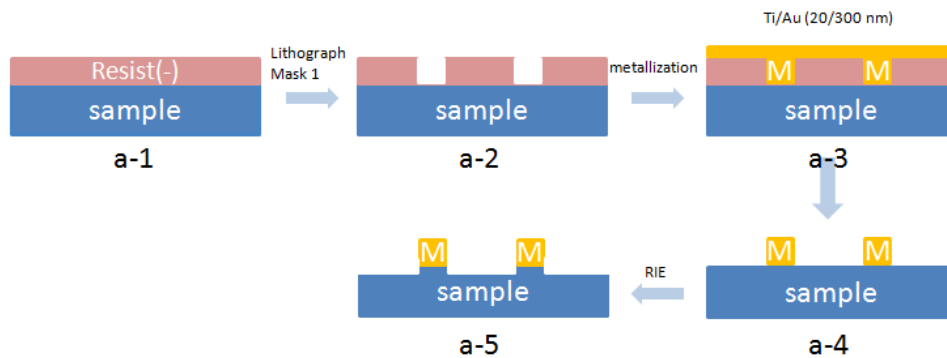 Resist(-)
sample
a-1
Lithograph
Mask 1
sample
a-2
metallization
Ti/Au (20/300 nm)
M M
sample
a-3
M M
sample
a-4
RIE
M M
sample
a-5